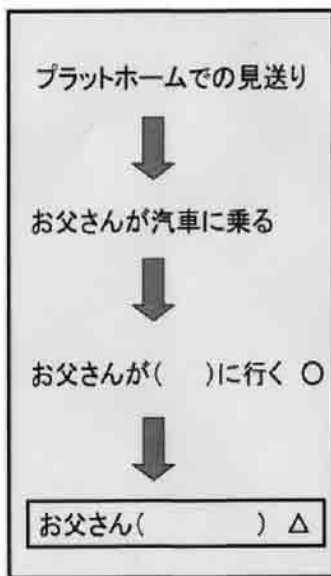 プラットホームでの見送り
お父さんが汽車に乗る
お父さんが(　　)に行く ○
お父さん(　　　　　) △